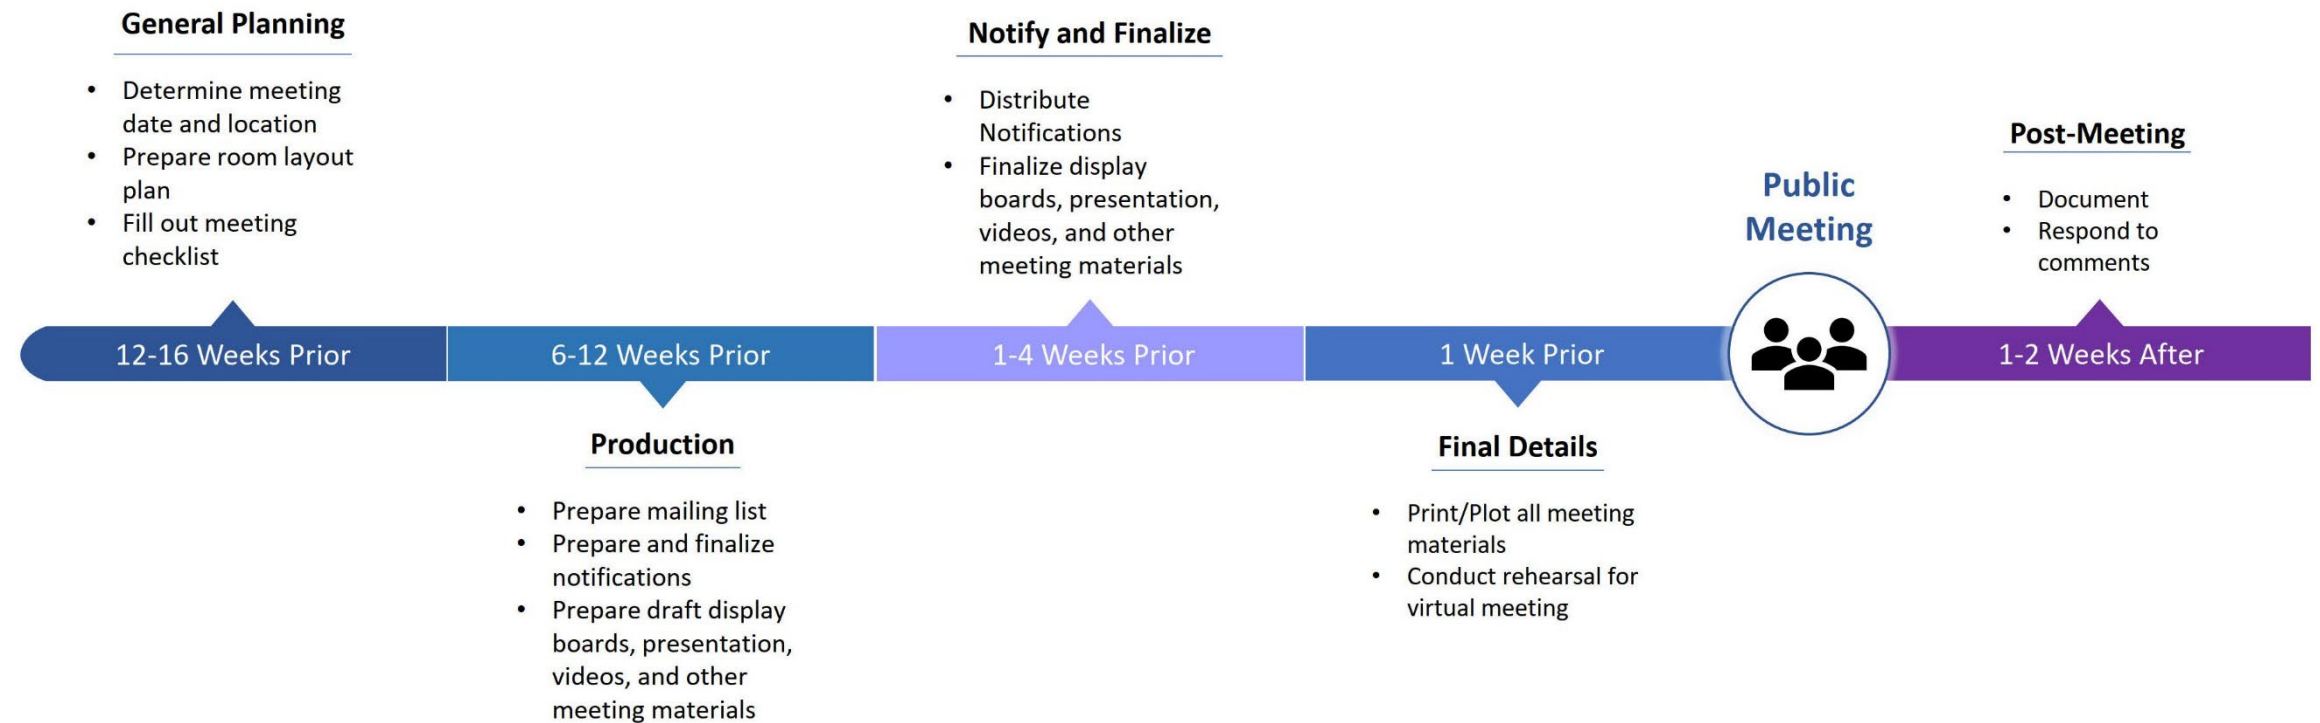 General Planning
• Determine meeting
date and location
• Prepare room layout
plan
• Fill out meeting
checklist
12-16 Weeks Prior
6-12 Weeks Prior
Production
• Prepare mailing list
• Prepare and finalize
notifications
• Prepare draft display
boards, presentation,
videos, and other
meeting materials
Notify and Finalize
• Distribute
Notifications
• Finalize display
boards, presentation,
videos, and other
meeting materials
1-4 Weeks Prior
1 Week Prior
Final Details
• Print/Plot all meeting
materials
• Conduct rehearsal for
virtual meeting
Public
Meeting
Post-Meeting
• Document
• Respond to
comments
1-2 Weeks After